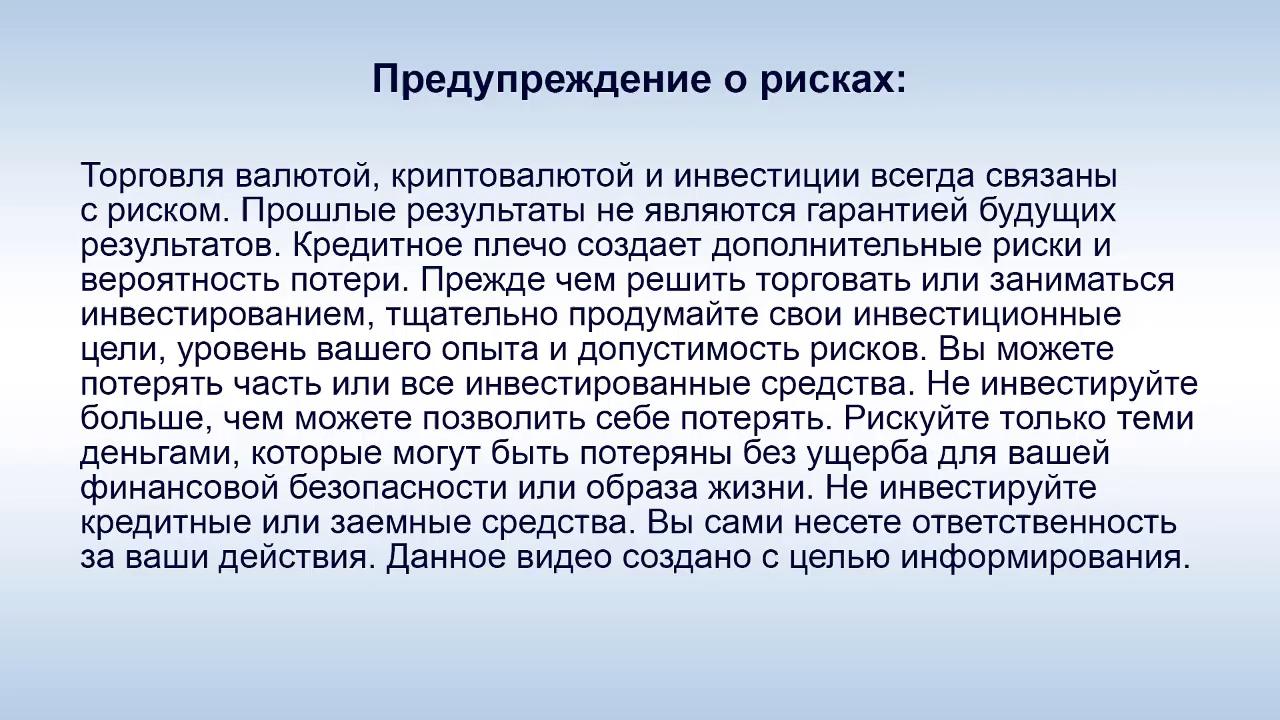 Предупреждение о рисках:
Торговля валютой, криптовалютой и инвестиции всегда связаны
с риском. Прошлые результаты не являются гарантией будущих
результатов. Кредитное плечо создает дополнительные риски и
вероятность потери. Прежде чем решить торговать или заниматься
инвестированием, тщательно продумайте свои инвестиционные
цели, уровень вашего опыта и допустимость рисков. Вы можете
потерять часть или все инвестированные средства. Не инвестируйте
больше, чем можете позволить себе потерять. Рискуйте только теми
деньгами, которые могут быть потеряны без ущерба для вашей
финансовой безопасности или образа жизни. Не инвестируйте
кредитные или заемные средства. Вы сами несете ответственность
за ваши действия. Данное видео создано с целью информирования.